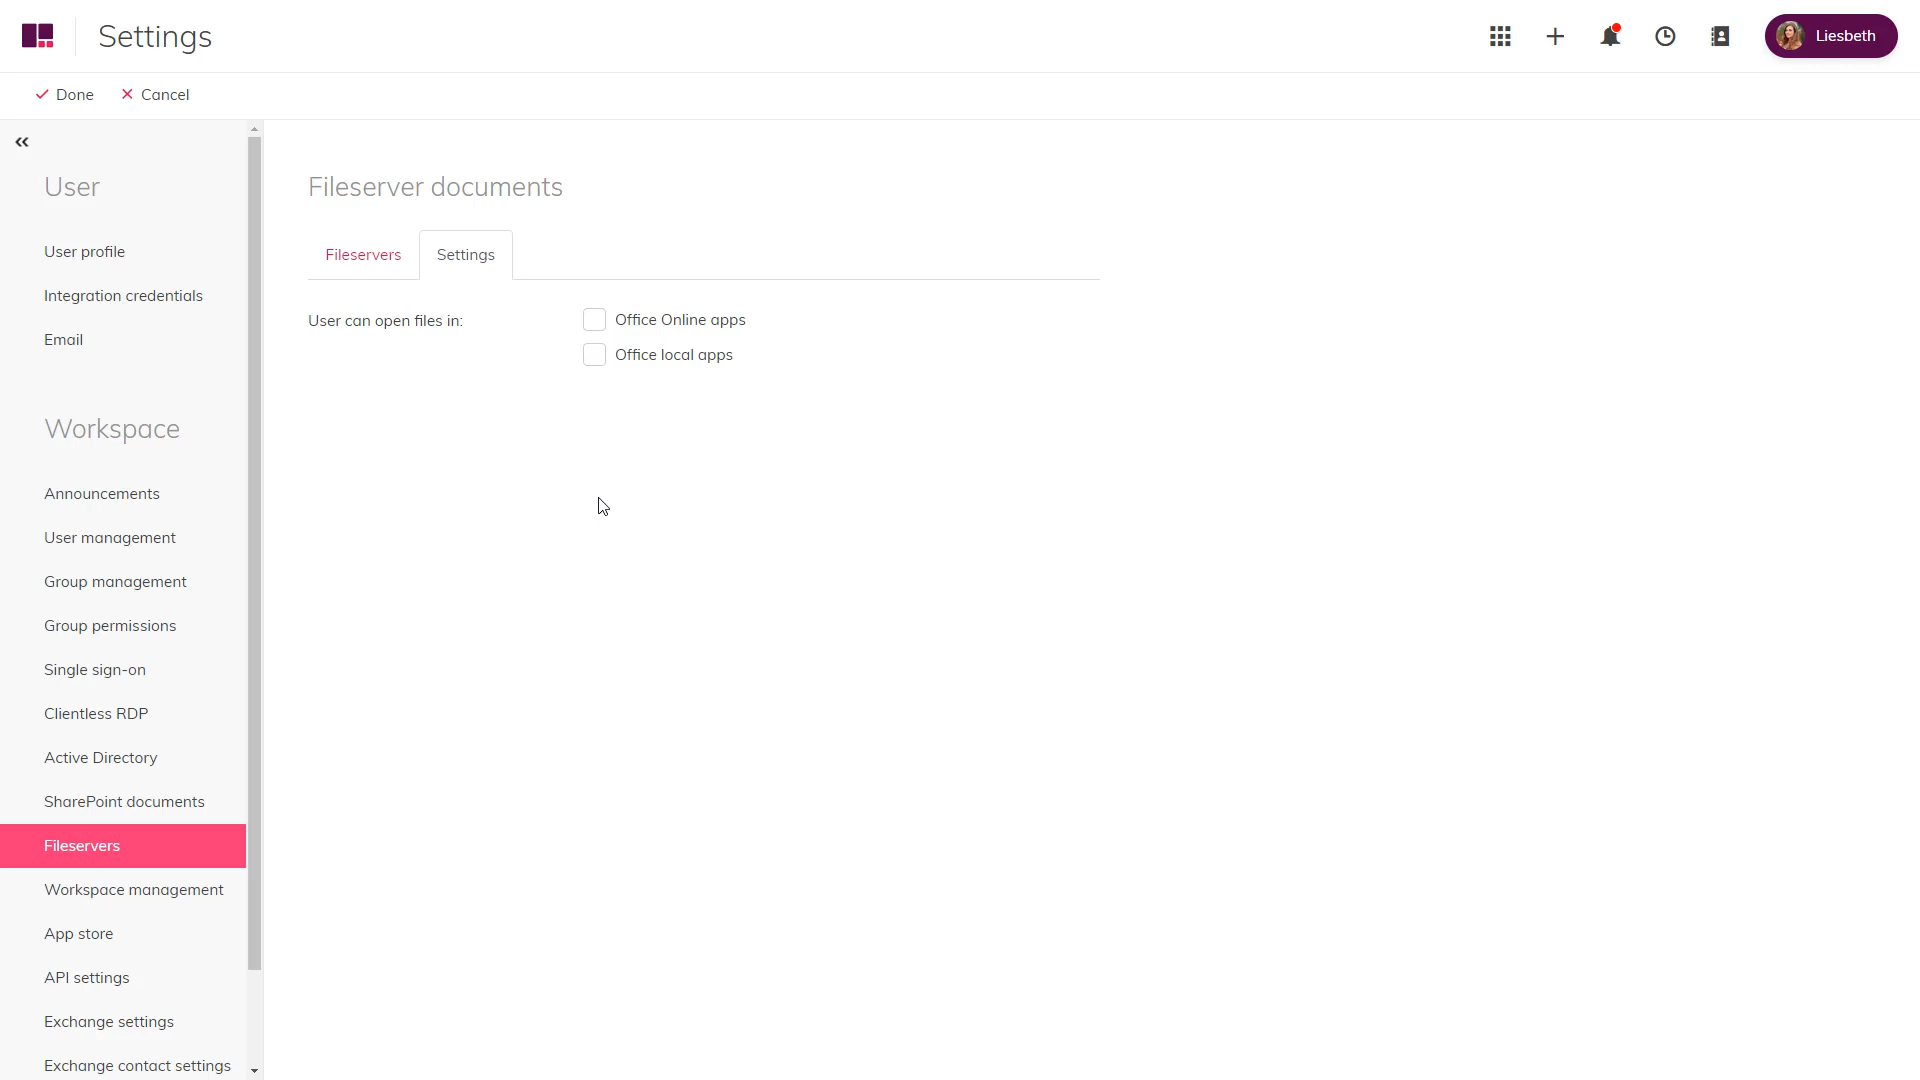 Settings
Liesbeth
Done
Cancel
User
User profile
Integration credentials
Email
Workspace
Announcements
User management
Group management
Group permissions
Single sign-on
Clientless RDP
Active Directory
SharePoint documents
Fileservers
Workspace management
App store
API settings
Exchange settings
Exchange contact settings
Fileserver documents
Fileservers
Settings
User can open files in:
Office Online apps
Office local apps